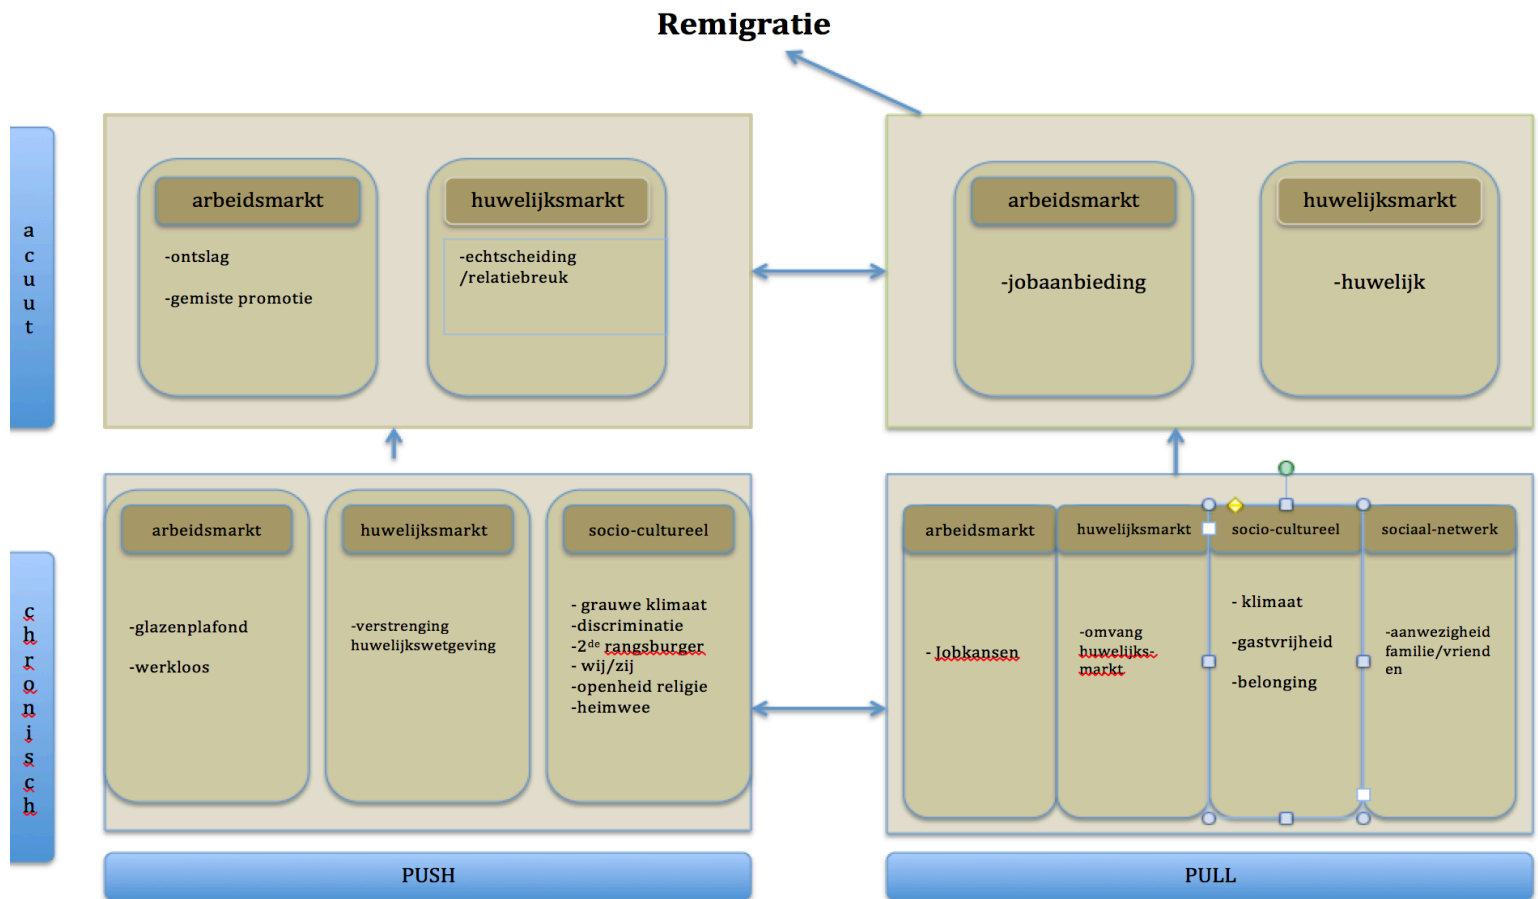 Remigratie
acuut
arbeidsmarkt
-ontslag
-gemiste promotie
huwelijksmarkt
-echtscheiding
/relatiebreuk
arbeidsmarkt
-jobaanbieding
huwelijksmarkt
-huwelijk
chronisch
arbeidsmarkt
-glazenplafond
-werkloos
huwelijksmarkt
-verstrenging
huwelijkswetgeving
socio-cultureel
- grauwe klimaat
-discriminatie
-2de rangsburger
- wij/zij
-openheid religie
-heimwee
arbeidsmarkt
- Jobkansen
huwelijksmarkt
-omvang
huwelijks-
markt
socio-cultureel
- klimaat
-gastvrijheid
-belonging
sociaal-netwerk
-aanwezigheid
familie/vriend
en
PUSH
PULL